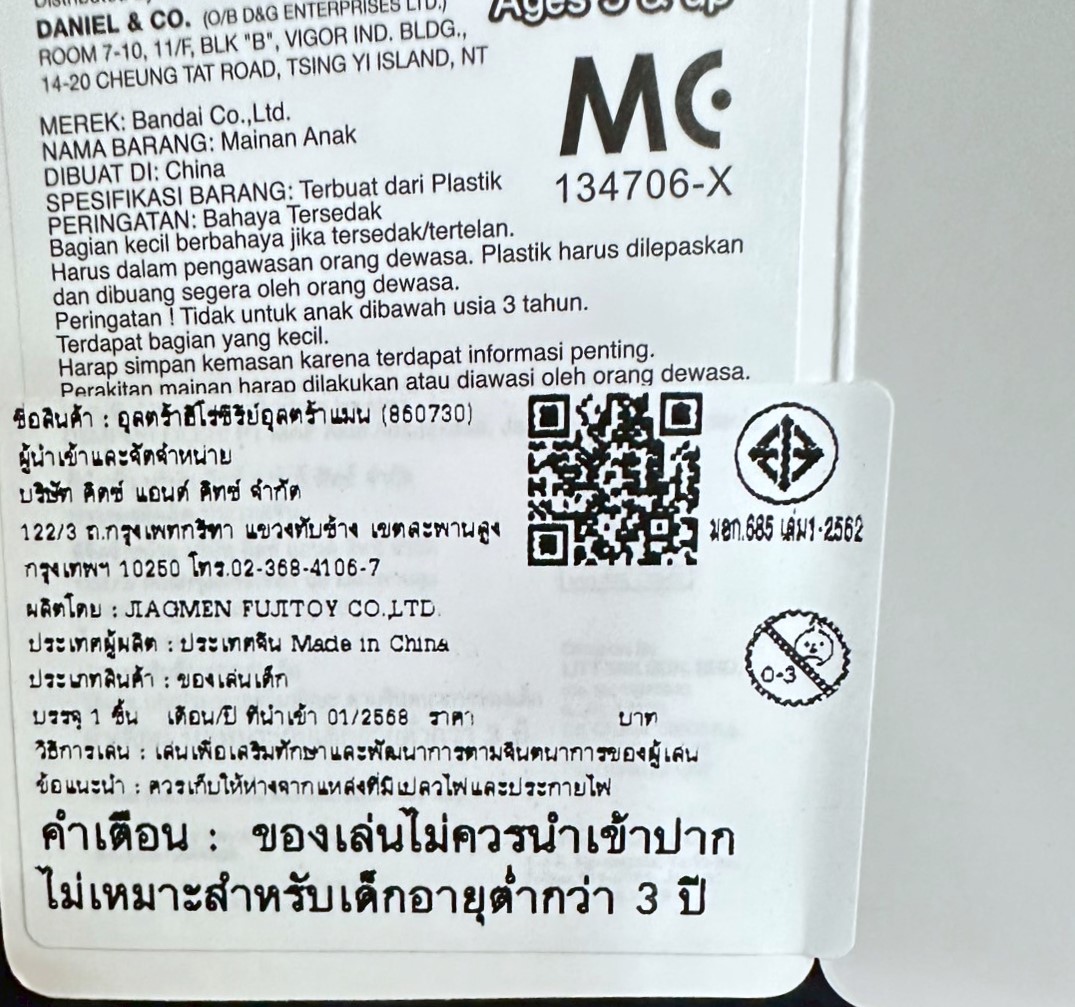 DANIEL & CO. (O/B D&G ENTERPRISES LTD.)
ROOM 7-10, 11/F, BLK "B", VIGOR IND. BLDG.,
14-20 CHEUNG TAT ROAD, TSING YI ISLAND, NT
Ages 3 & up
MC
134706-X
MEREK: Bandai Co.,Ltd.
NAMA BARANG: Mainan Anak
DIBUAT DI: China
SPESIFIKASI BARANG: Terbuat dari Plastik
PERINGATAN: Bahaya Tersedak
Bagian kecil berbahaya jika tersedak/tertelan.
Harus dalam pengawasan orang dewasa. Plastik harus dilepaskan
dan dibuang segera oleh orang dewasa.
Peringatan ! Tidak untuk anak dibawah usia 3 tahun.
Terdapat bagian yang kecil.
Harap simpan kemasan karena terdapat informasi penting.
Perakitan mainan harap dilakukan atau diawasi oleh orang dewasa.
ชื่อสินค้า : อุลตร้าฮีโร่ซีรีย์อุลตร้าแมน (860730)
ผู้นำเข้าและจัดจำหน่าย
บริษัท คิดซ์ แอนด์ คิทซ์ จำกัด
122/3 ถ.กรุงเทพกรีฑา แขวงทับช้าง เขตสะพานสูง
กรุงเทพฯ 10250 โทร.02-368-4106-7
ผลิตโดย : JIAGMEN FUJITOY CO.,LTD.
ประเทศผู้ผลิต : ประเทศจีน Made in China
ประเภทสินค้า : ของเล่นเด็ก
บรรจุ 1 ชิ้น เดือน/ปี ที่นำเข้า 01/2568 ราคา บาท
วิธีการเล่น : เล่นเพื่อเสริมทักษาและพัฒนาการตามจินตนาการของผู้เล่น
ข้อแนะนำ : ควรเก็บให้ห่างจากแหล่งที่มีเปลวไฟและประกายไฟ
คำเตือน : ของเล่นไม่ควรนำเข้าปาก
ไม่เหมาะสำหรับเด็กอายุต่ำกว่า 3 ปี
มอก.685 เล่ม1-2562
0-3